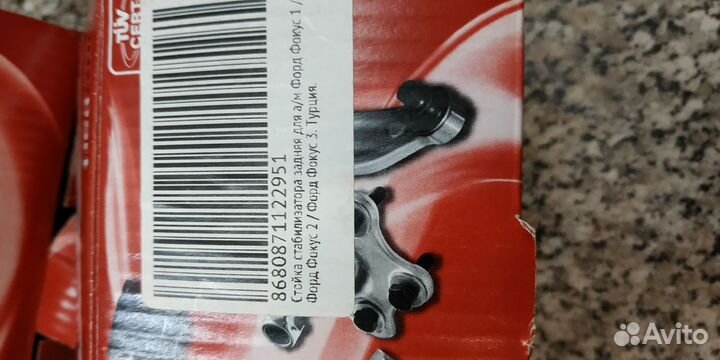 TÜV
CERT
8680871122951
Стойка стабилизатора задняя для а/м Форд Фокус 1 /
Форд Фокус 2 / Форд Фокус 3. Турция.
Avito